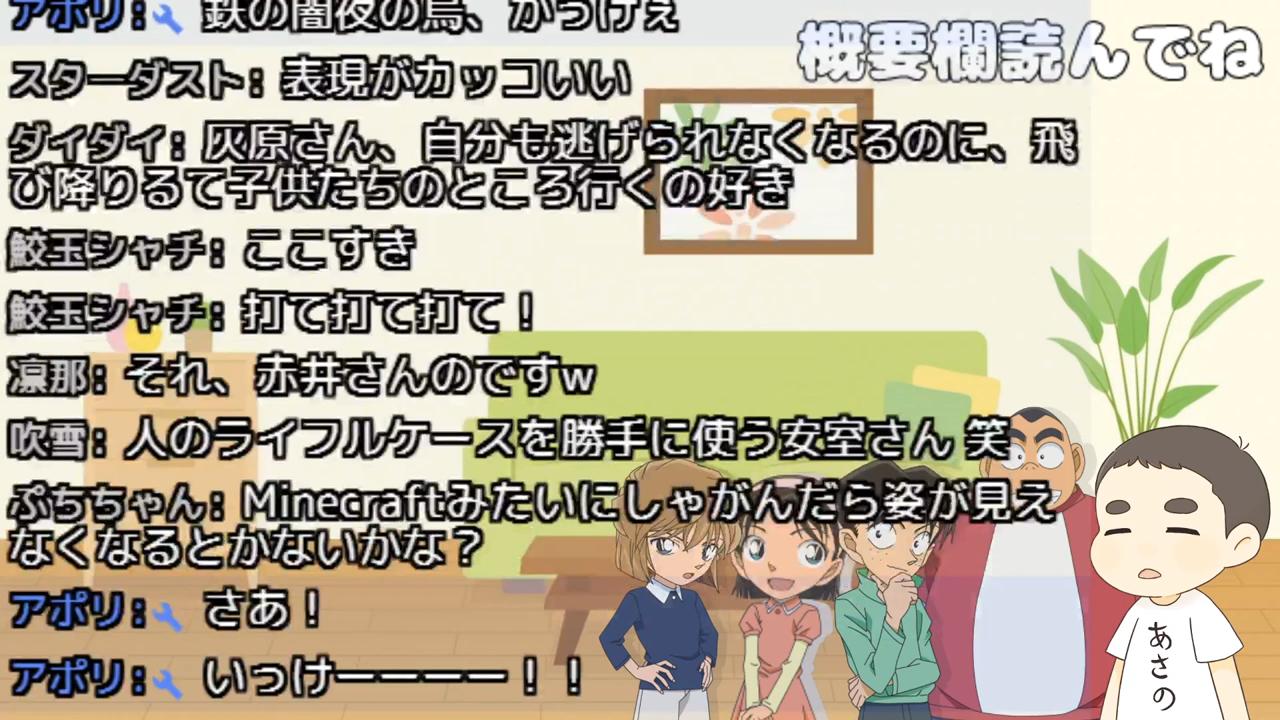 アポリ: 鉄の闇夜の烏、かっけぇ
概要欄読んでね
スターダスト: 表現がカッコいい
ダイダイ: 灰原さん、自分も逃げられなくなるのに、飛
び降りるて子供たちのところ行くの好き
鮫玉シャチ: ここすき
鮫玉シャチ: 打て打て打て！
凛那: それ、赤井さんのですw
吹雪: 人のライフルケースを勝手に使う安室さん 笑
ぷちちゃん: Minecraftみたいにしゃがんだら姿が見え
なくなるとかないかな？
アポリ: さあ！
アポリ: いっけーーーー！！
あさの